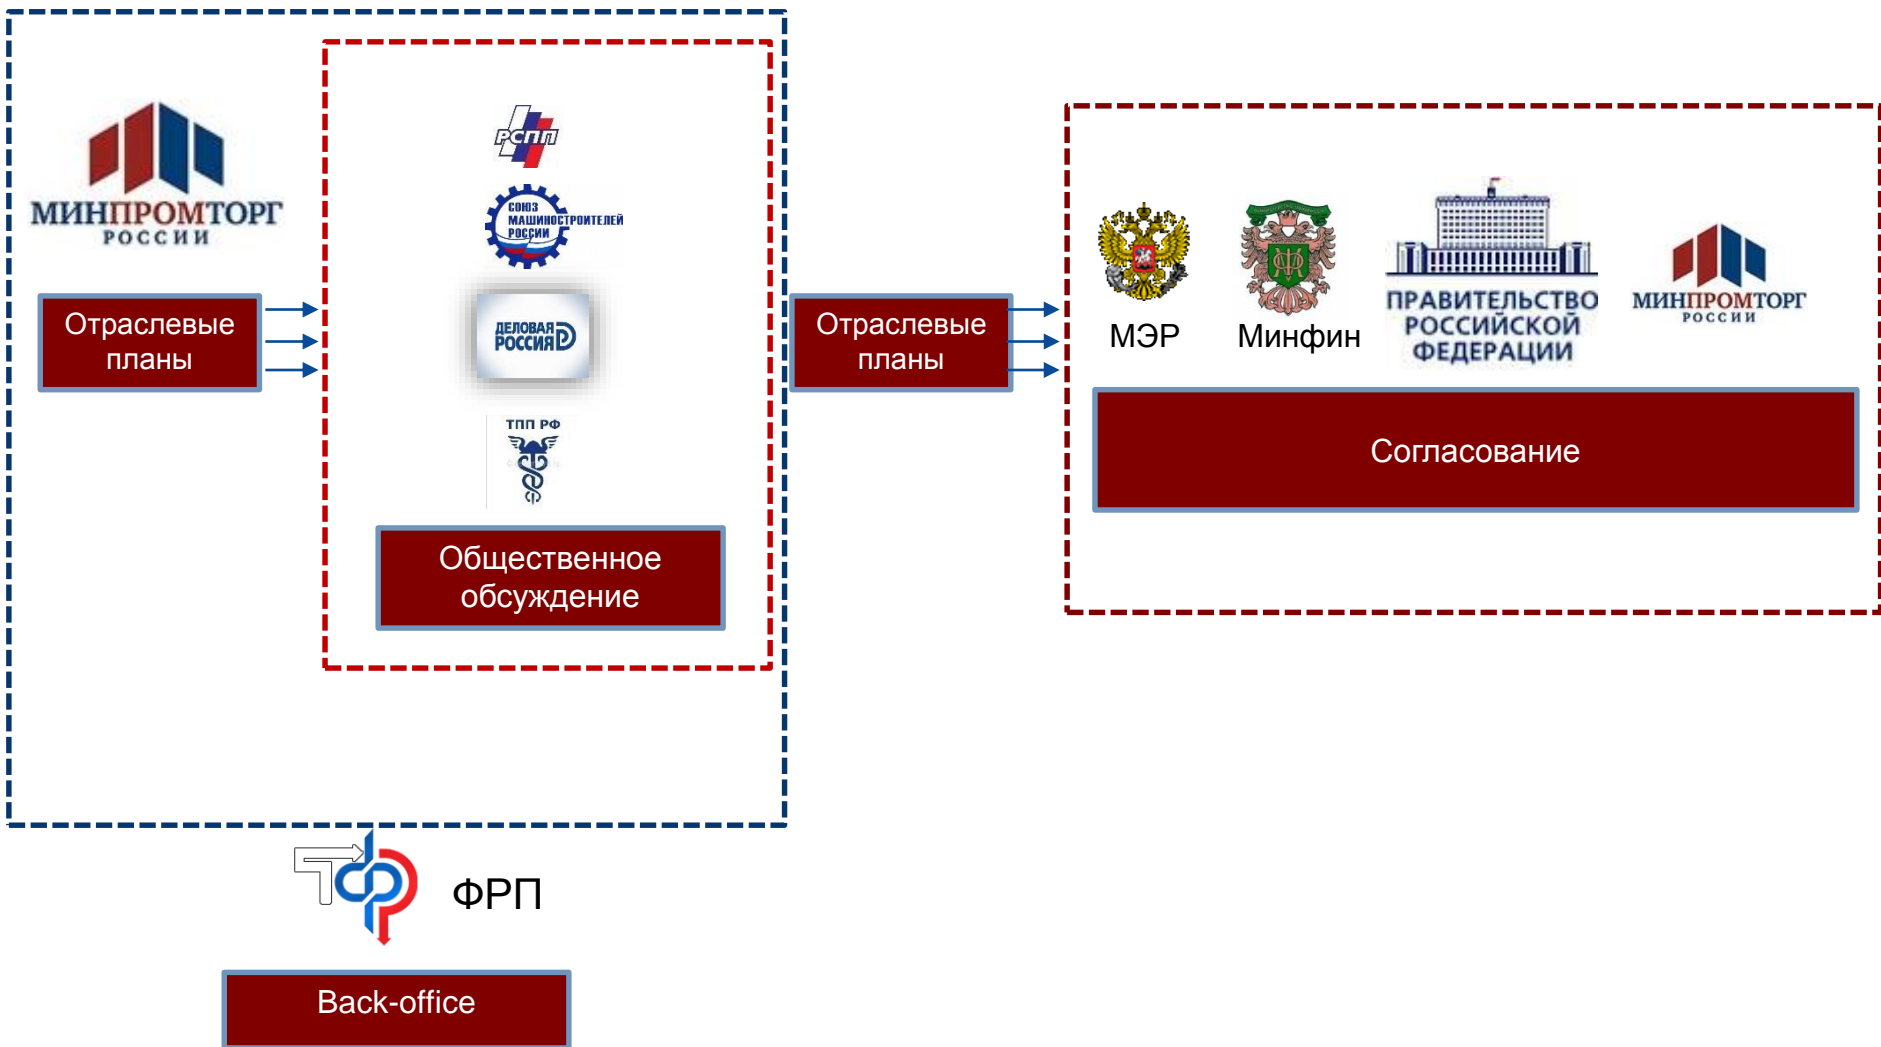 МИНПРОМТОРГ
РОССИИ
Отраслевые
планы
РСПП
СОЮЗ
МАШИНОСТРОИТЕЛЕЙ
РОССИИ
ДЕЛОВАЯ
РОССИЯ
ТПП РФ
Общественное
обсуждение
Отраслевые
планы
МЭР
Минфин
ПРАВИТЕЛЬСТВО
РОССИЙСКОЙ
ФЕДЕРАЦИИ
МИНПРОМТОРГ
РОССИИ
Согласование
ФРП
Back-office